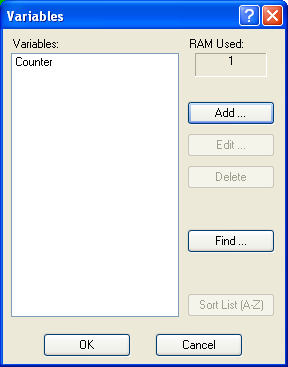 Variables
?
Variables:
RAM Used:
Counter
1
Add ...
Edit ...
Delete
Find ...
Sort List (A-Z)
OK
Cancel